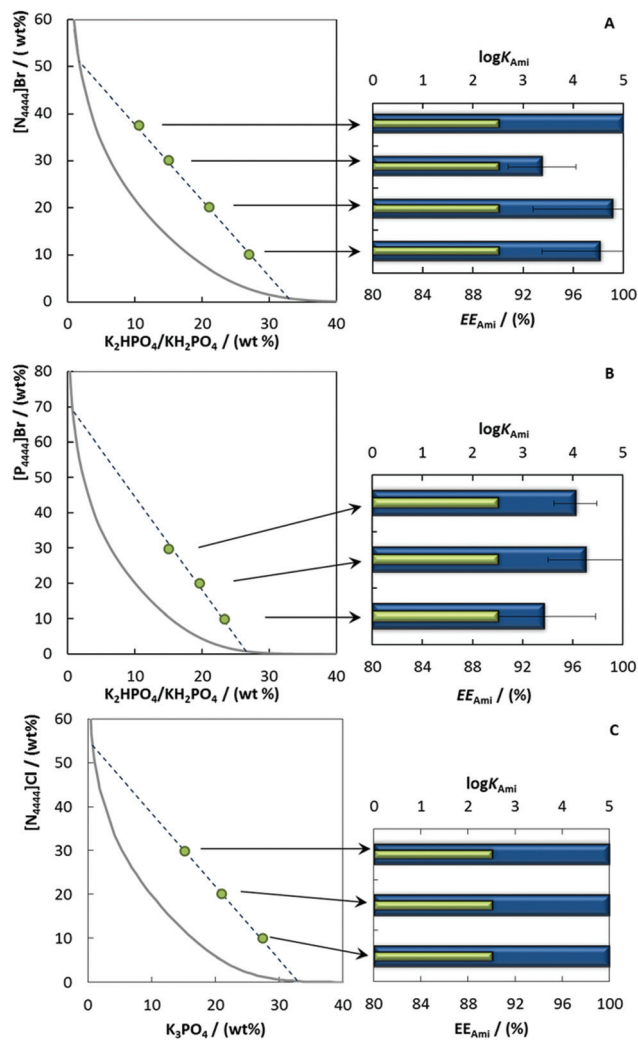 A
[N4444]Br / ( wt%)
60
50
40
30
20
10
0
0 10 20 30 40
K2HPO4/KH2PO4 / (wt %)
logKAmi
0 1 2 3 4 5
80 84 88 92 96 100
EEAmi / (%)
B
[P4444]Br / (wt%)
80
70
60
50
40
30
20
10
0
0 10 20 30 40
K2HPO4/KH2PO4 / (wt %)
logKAmi
0 1 2 3 4 5
80 84 88 92 96 100
EEAmi / (%)
C
[N4444]Cl / (wt%)
60
50
40
30
20
10
0
0 10 20 30 40
K3PO4 / (wt%)
logKAmi
0 1 2 3 4 5
80 84 88 92 96 100
EEAmi / (%)